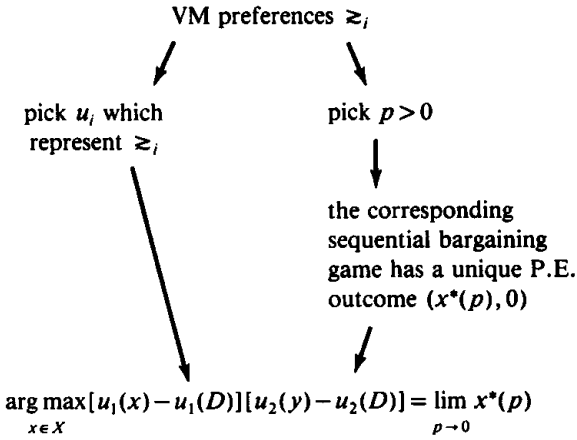 VM preferences ≳ᵢ
pick uᵢ which
represent ≳ᵢ
pick p > 0
the corresponding
sequential bargaining
game has a unique P.E.
outcome (x*(p), 0)
arg max[u₁(x) − u₁(D)][u₂(y) − u₂(D)] = lim x*(p)
x ∈ X
p → 0